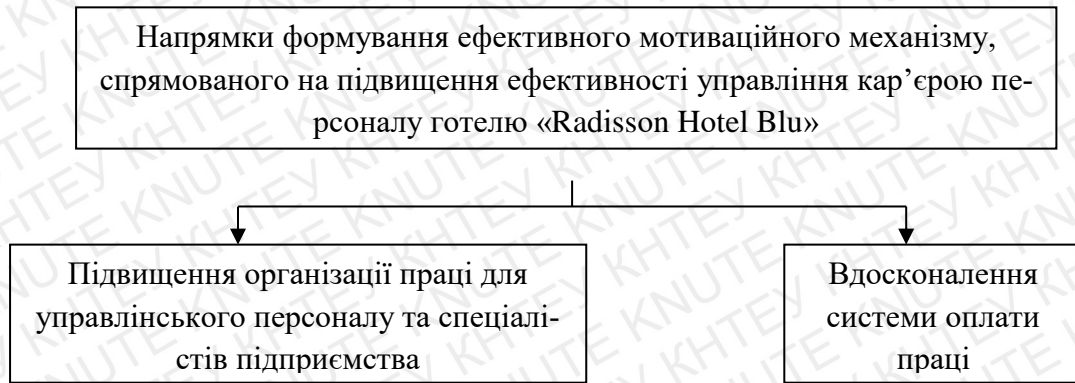 Напрямки формування ефективного мотиваційного механізму,
спрямованого на підвищення ефективності управління кар’єрою пе-
рсоналу готелю «Radisson Hotel Blu»
Підвищення організації праці для
управлінського персоналу та спеціалі-
стів підприємства
Вдосконалення
системи оплати
праці